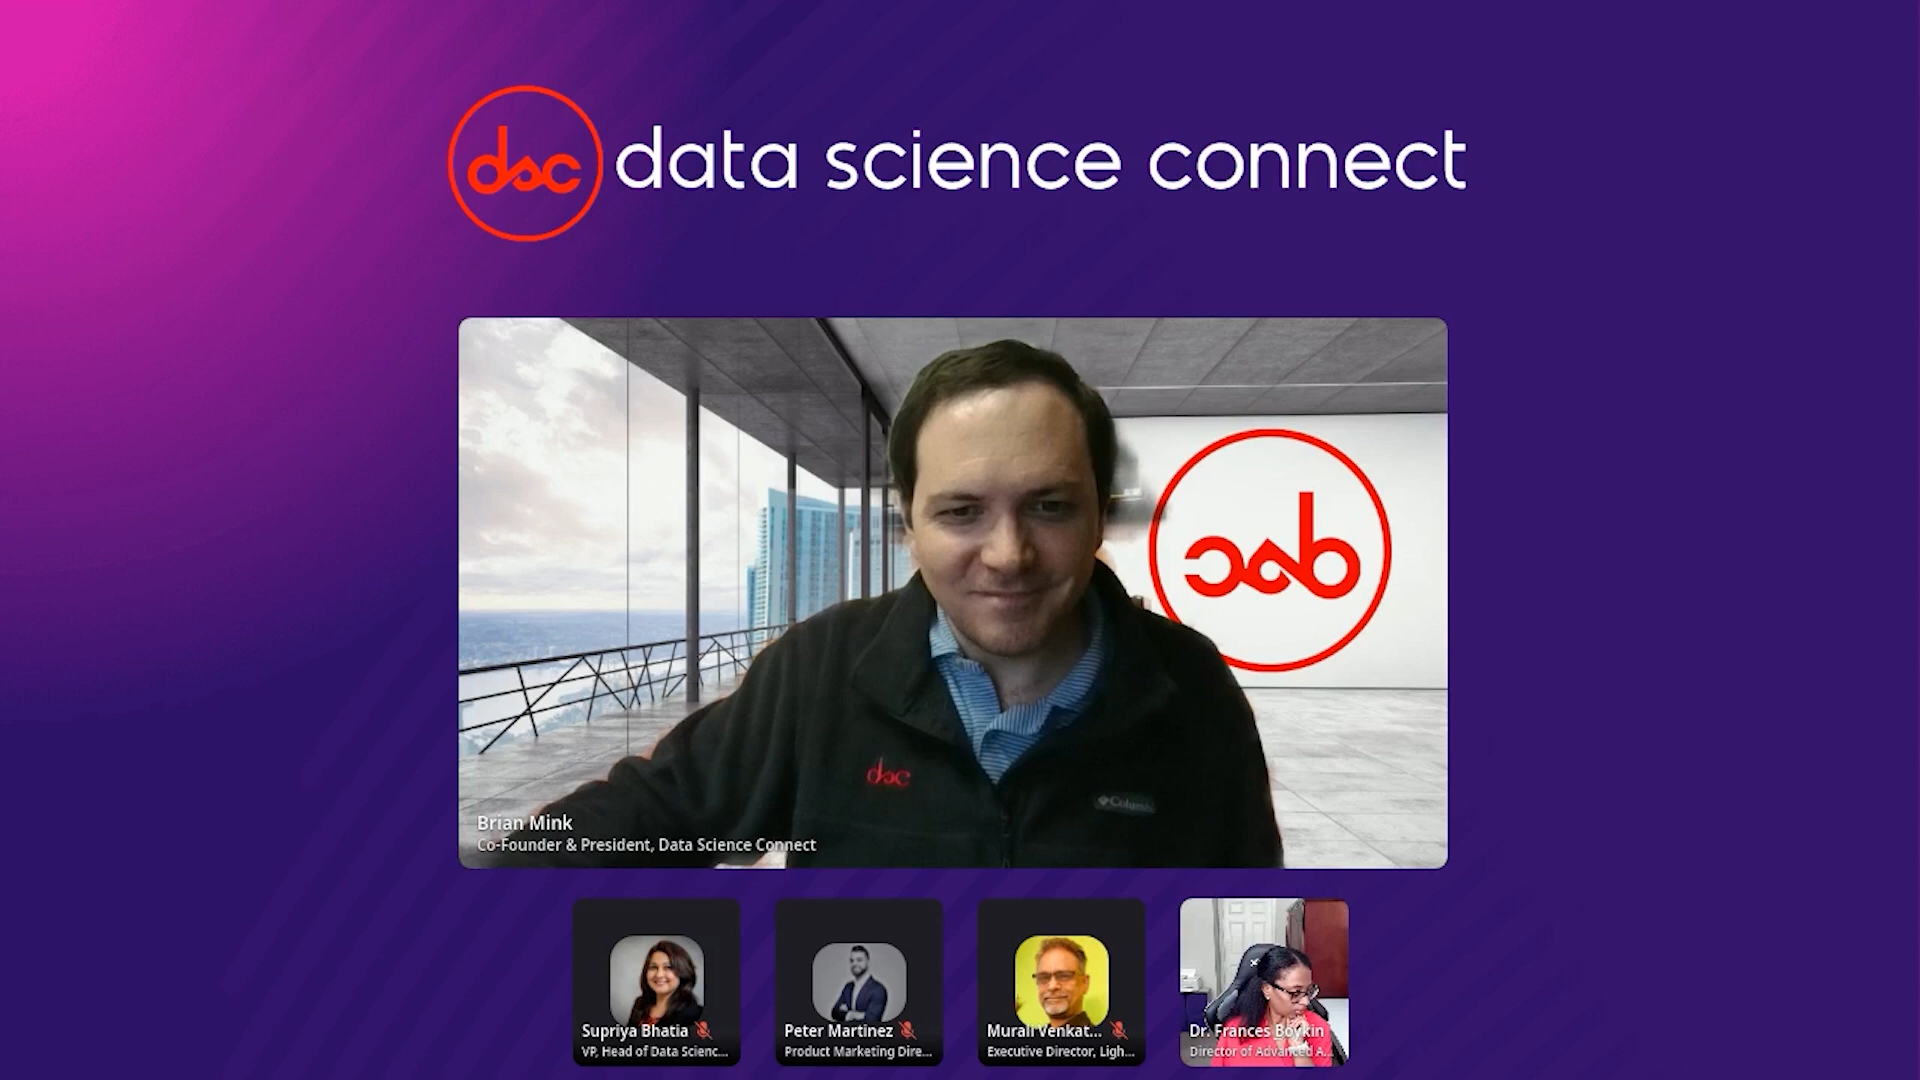 dsc data science connect
dsc
dsc
Columbia
Brian Mink
Co-Founder & President, Data Science Connect
Supriya Bhatia
VP, Head of Data Scienc...
Peter Martinez
Product Marketing Dire...
Murali Venkat...
Executive Director, Ligh...
Dr. Frances Boykin
Director of Advanced A...